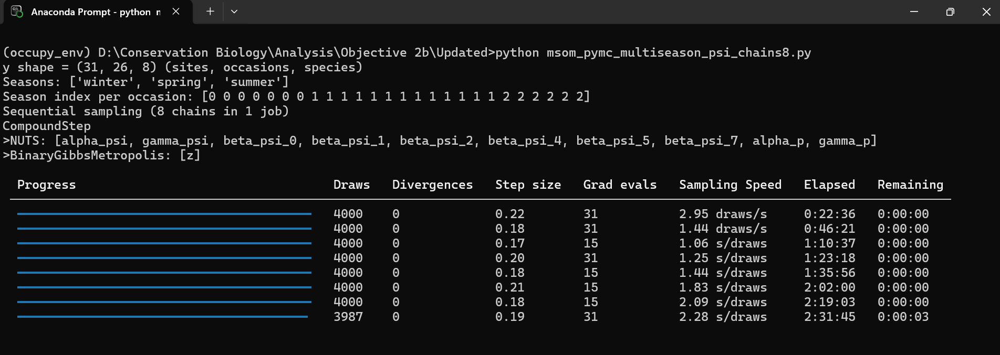 Anaconda Prompt - python n
(occupy_env) D:\Conservation Biology\Analysis\Objective 2b\Updated>python msom_pymc_multiseason_psi_chains8.py
y shape = (31, 26, 8) (sites, occasions, species)
Seasons: ['winter', 'spring', 'summer']
Season index per occasion: [0 0 0 0 0 0 0 1 1 1 1 1 1 1 1 1 1 1 1 1 2 2 2 2 2 2]
Sequential sampling (8 chains in 1 job)
CompoundStep
>NUTS: [alpha_psi, gamma_psi, beta_psi_0, beta_psi_1, beta_psi_2, beta_psi_4, beta_psi_5, beta_psi_7, alpha_p, gamma_p]
>BinaryGibbsMetropolis: [z]
Progress Draws Divergences Step size Grad evals Sampling Speed Elapsed Remaining
4000 0 0.22 31 2.95 draws/s 0:22:36 0:00:00
4000 0 0.18 31 1.44 draws/s 0:46:21 0:00:00
4000 0 0.17 15 1.06 s/draws 1:10:37 0:00:00
4000 0 0.20 31 1.25 s/draws 1:23:18 0:00:00
4000 0 0.18 15 1.44 s/draws 1:35:56 0:00:00
4000 0 0.21 15 1.83 s/draws 2:02:00 0:00:00
4000 0 0.18 15 2.09 s/draws 2:19:03 0:00:00
3987 0 0.19 31 2.28 s/draws 2:31:45 0:00:03